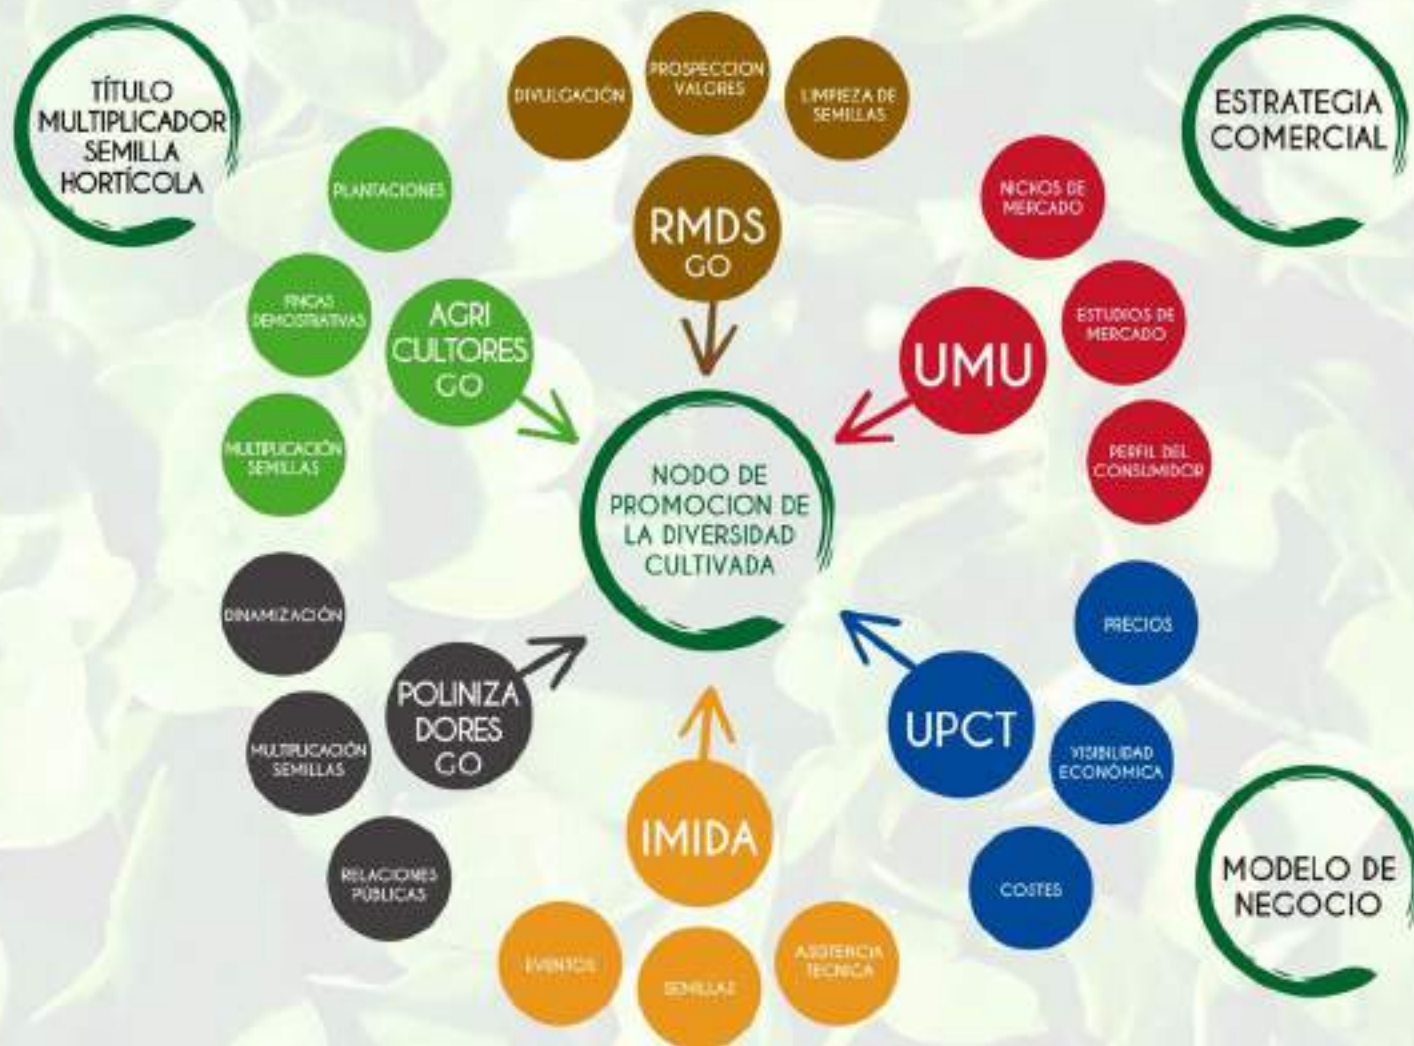 TÍTULO
MULTIPLICADOR
SEMILLA
HORTÍCOLA
DIVULGACIÓN
PROSPECCION
VALORES
LIMPIEZA DE
SEMILLAS
RMDS
GO
ESTRATEGIA
COMERCIAL
PLANTACIONES
FINCAS
DEMOSTRATIVAS
MULTIPLICACIÓN
SEMILLAS
AGRI
CULTORES
GO
NICHOS DE
MERCADO
ESTUDIOS DE
MERCADO
PERFIL DEL
CONSUMIDOR
UMU
NODO DE
PROMOCION DE
LA DIVERSIDAD
CULTIVADA
DINAMIZACIÓN
MULTIPLICACIÓN
SEMILLAS
RELACIONES
PÚBLICAS
POLINIZA
DORES
GO
IMIDA
EVENTOS
SEMILLAS
ASISTENCIA
TECNICA
UPCT
PRECIOS
VISIBILIDAD
ECONÓMICA
COSTES
MODELO DE
NEGOCIO